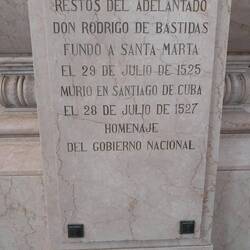 RESTOS DEL ADELANTADO
DON RODRIGO DE BASTIDAS
FUNDO A SANTA MARTA
EL 29 DE JULIO DE 1525
MURIO EN SANTIAGO DE CUBA
EL 28 DE JULIO DE 1527
HOMENAJE
DEL GOBIERNO NACIONAL